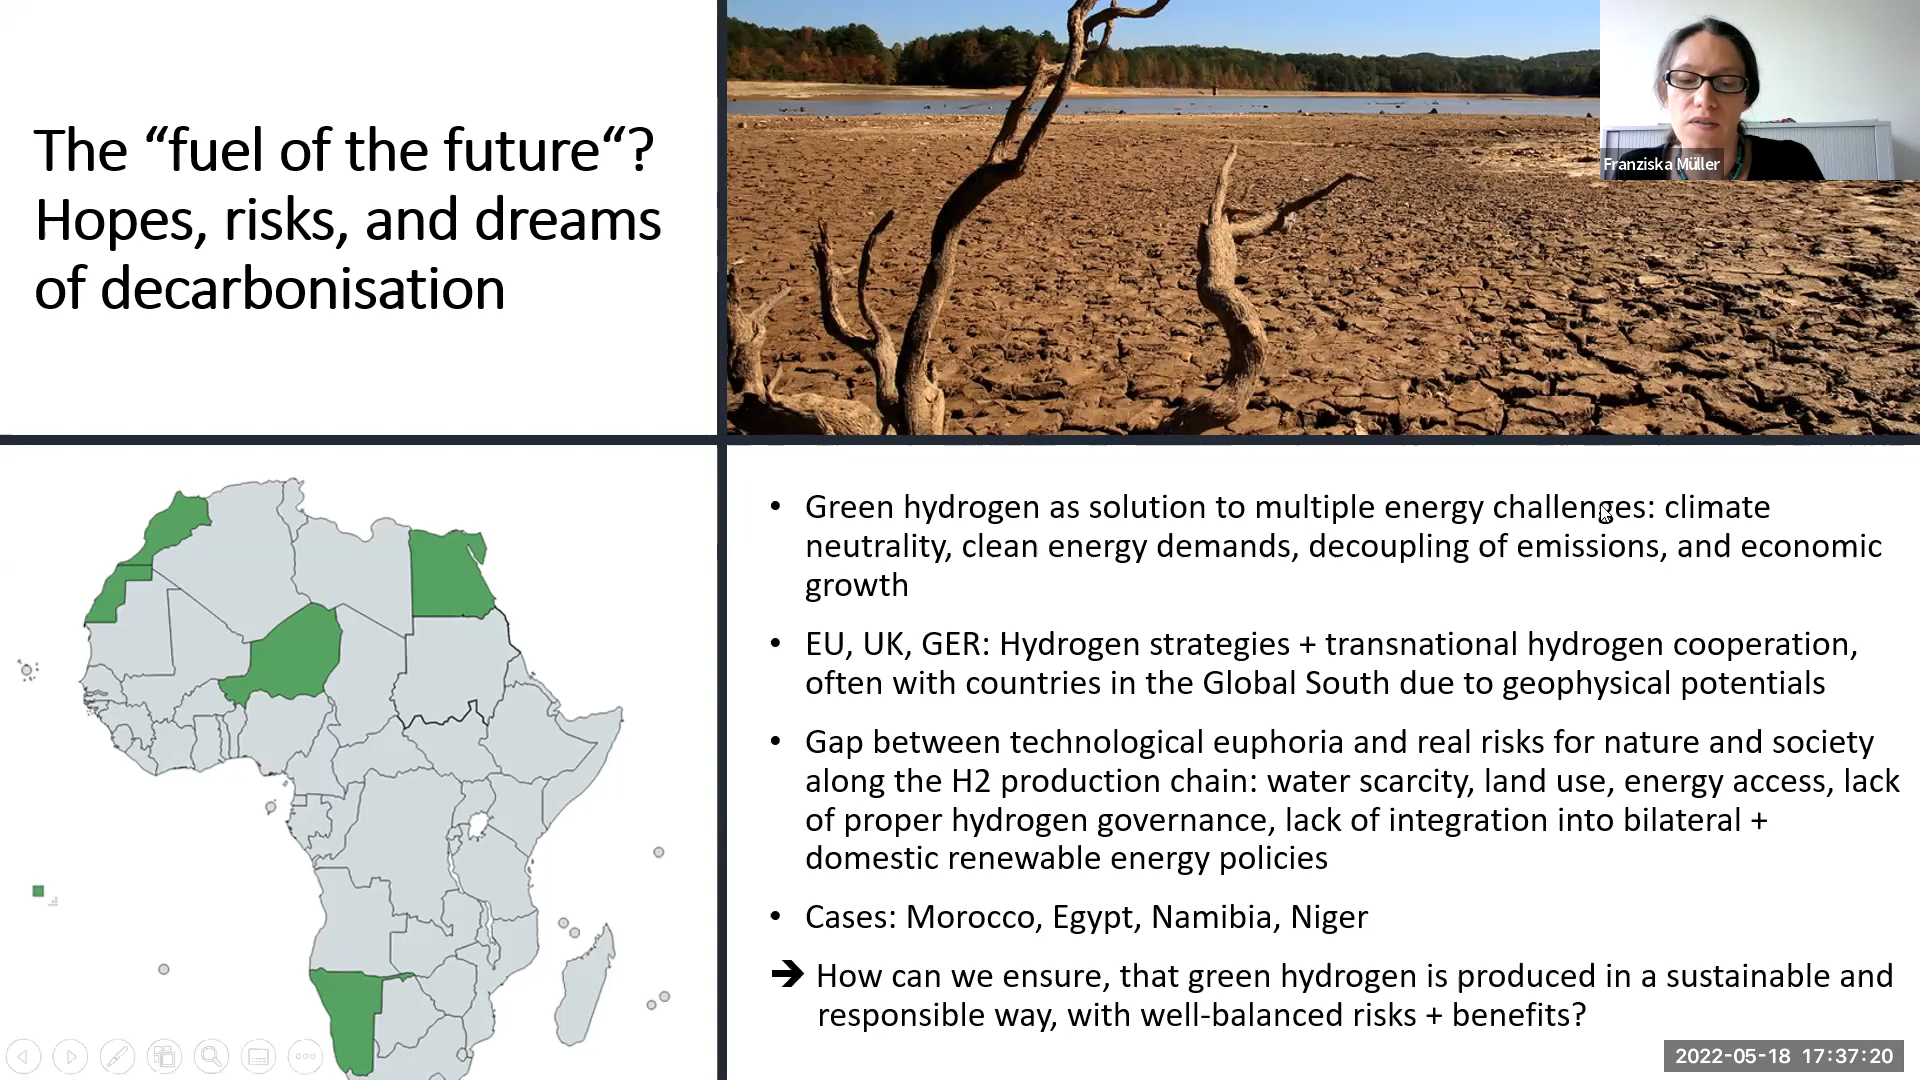 The “fuel of the future“?
Hopes, risks, and dreams
of decarbonisation
Franziska Müller
• Green hydrogen as solution to multiple energy challenges: climate
neutrality, clean energy demands, decoupling of emissions, and economic
growth
• EU, UK, GER: Hydrogen strategies + transnational hydrogen cooperation,
often with countries in the Global South due to geophysical potentials
• Gap between technological euphoria and real risks for nature and society
along the H2 production chain: water scarcity, land use, energy access, lack
of proper hydrogen governance, lack of integration into bilateral +
domestic renewable energy policies
• Cases: Morocco, Egypt, Namibia, Niger
➔ How can we ensure, that green hydrogen is produced in a sustainable and
responsible way, with well-balanced risks + benefits?
2022-05-18 17:37:20